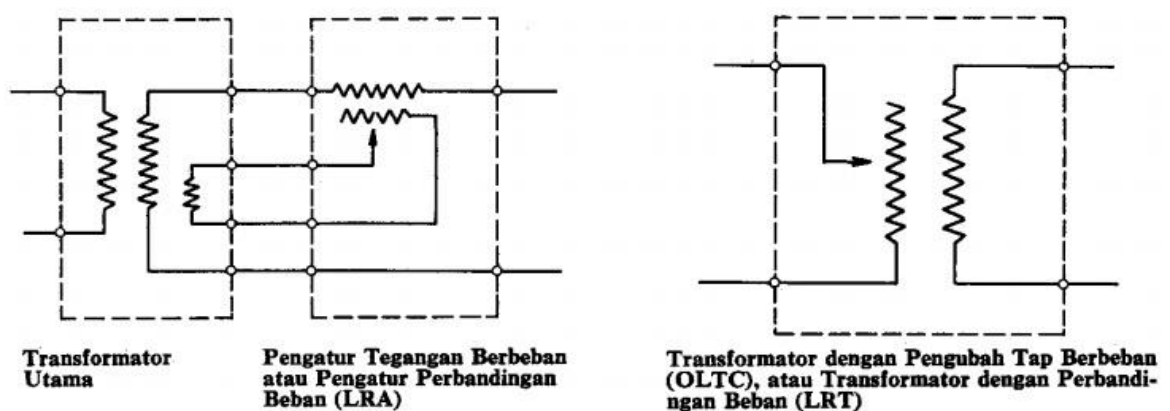 Transformator
Utama
Pengatur Tegangan Berbeban
atau Pengatur Perbandingan
Beban (LRA)
Transformator dengan Pengubah Tap Berbeban
(OLTC), atau Transformator dengan Perbandi-
ngan Beban (LRT)